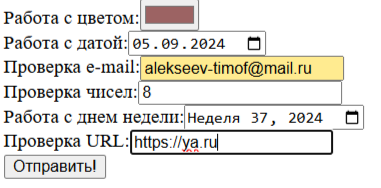 Работа с цветом:
Работа с датой: 05.09.2024
Проверка e-mail: alekseev-timof@mail.ru
Проверка чисел: 8
Работа с днем недели: Неделя 37, 2024
Проверка URL: https://ya.ru
Отправить!